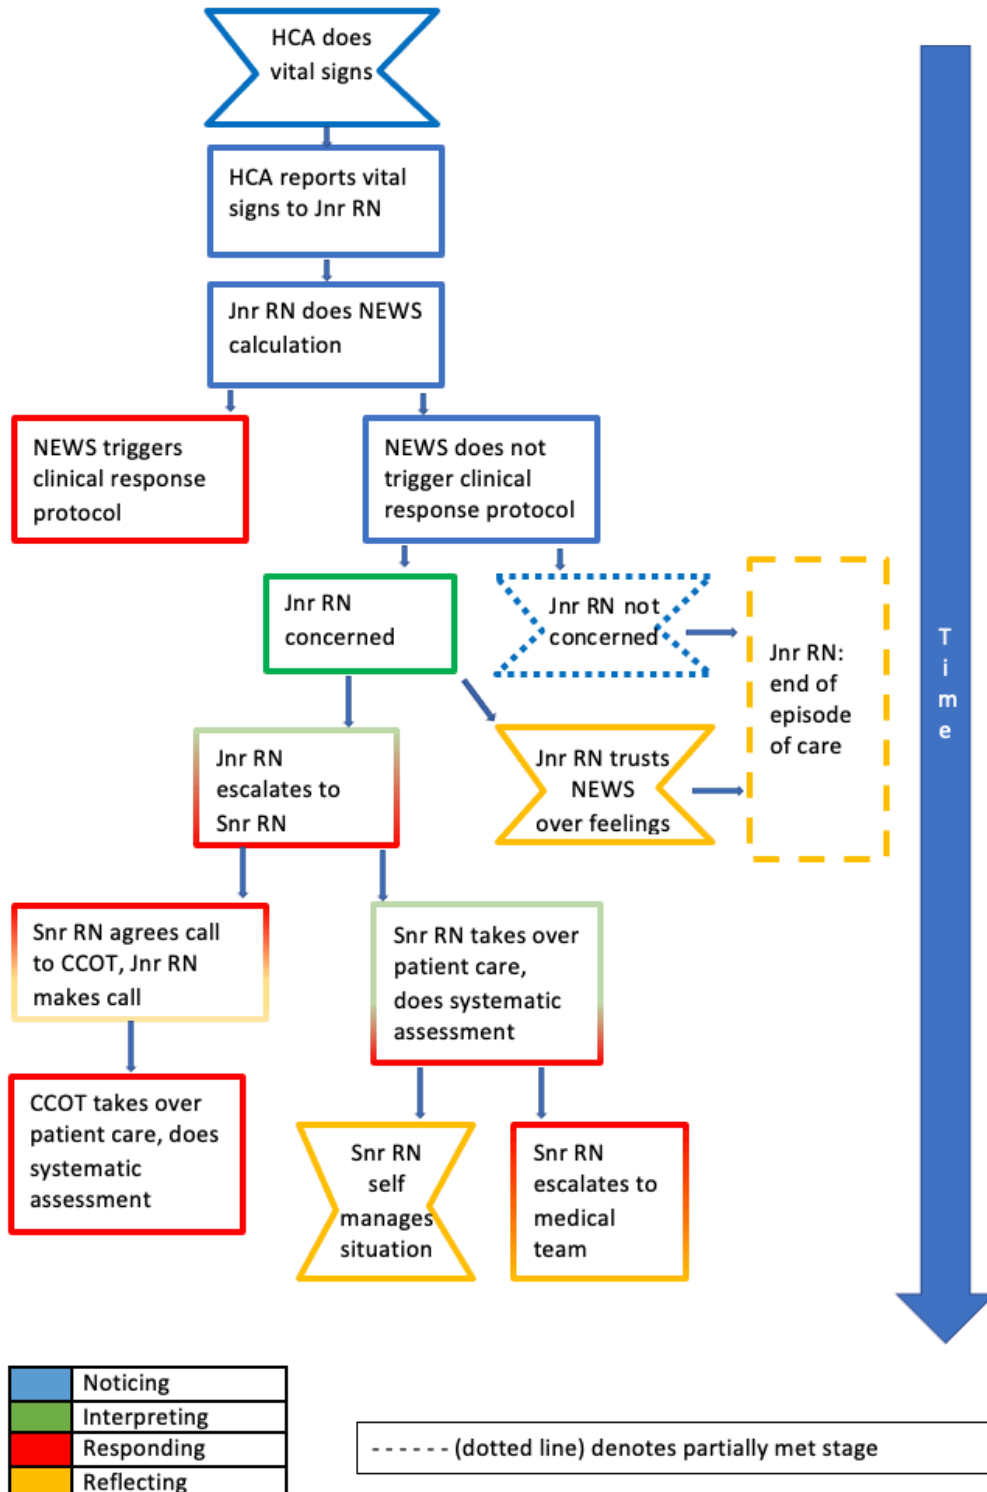 HCA does
vital signs
HCA reports vital
signs to Jnr RN
Jnr RN does NEWS
calculation
NEWS triggers
clinical response
protocol
NEWS does not
trigger clinical
response protocol
Jnr RN
concerned
Jnr RN not
concerned
Jnr RN:
end of
episode
of care
Time
Jnr RN
escalates to
Snr RN
Jnr RN trusts
NEWS
over feelings
Snr RN agrees call
to CCOT, Jnr RN
makes call
Snr RN takes over
patient care,
does systematic
assessment
CCOT takes over
patient care, does
systematic
assessment
Snr RN
self
manages
situation
Snr RN
escalates to
medical
team
Noticing
Interpreting
Responding
Reflecting
- - - - - - (dotted line) denotes partially met stage